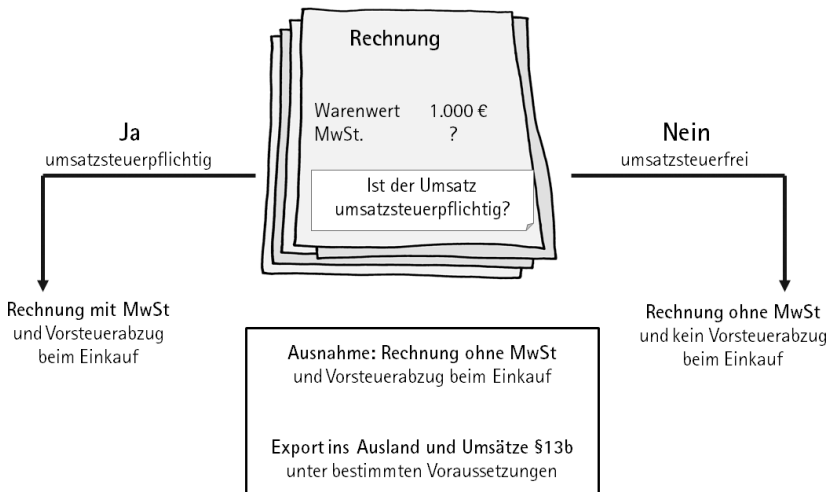 Rechnung
Warenwert 1.000 €
MwSt. ?
Ist der Umsatz
umsatzsteuerpflichtig?
Ja
umsatzsteuerpflichtig
Rechnung mit MwSt
und Vorsteuerabzug
beim Einkauf
Nein
umsatzsteuerfrei
Rechnung ohne MwSt
und kein Vorsteuerabzug
beim Einkauf
Ausnahme: Rechnung ohne MwSt
und Vorsteuerabzug beim Einkauf
Export ins Ausland und Umsätze §13b
unter bestimmten Voraussetzungen